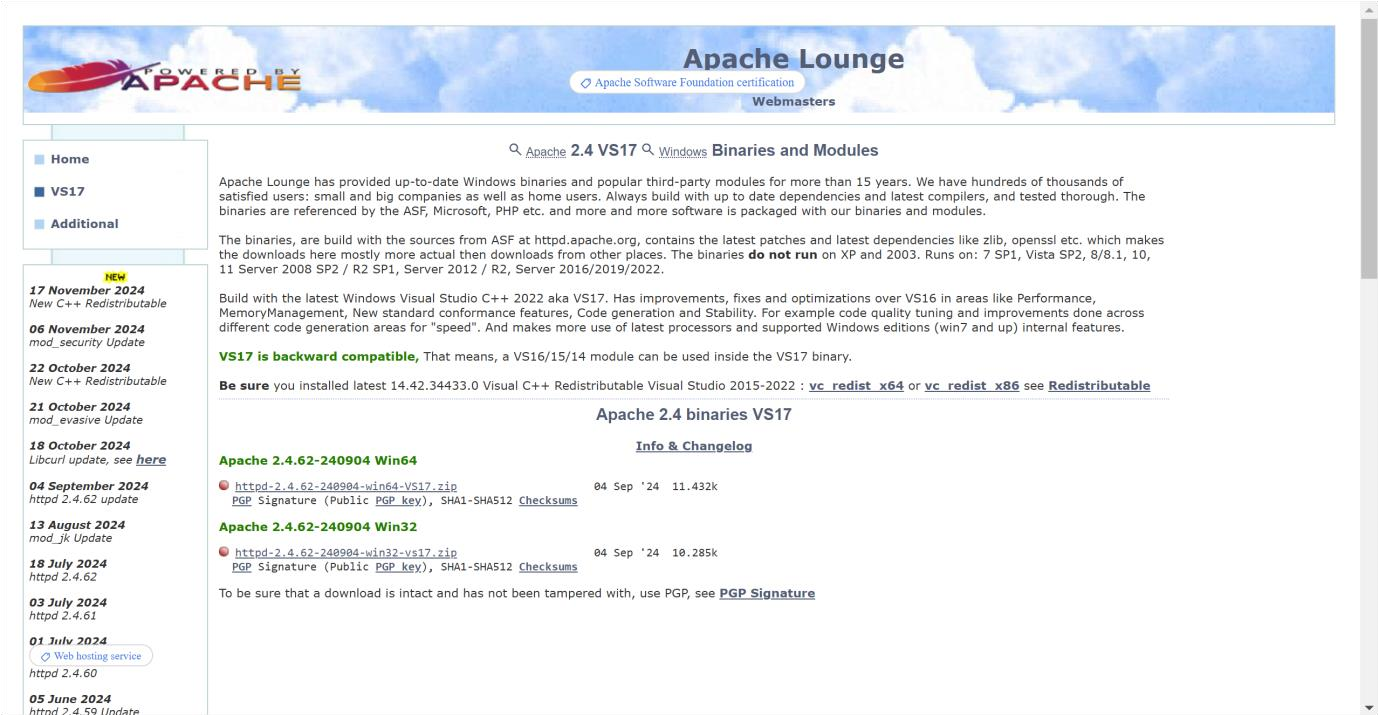 POWERED BY
APACHE
Apache Lounge
Apache Software Foundation certification
Webmasters
Home
VS17
Additional
NEW
17 November 2024
New C++ Redistributable
06 November 2024
mod_security Update
22 October 2024
New C++ Redistributable
21 October 2024
mod_evasive Update
18 October 2024
Libcurl update, see here
04 September 2024
httpd 2.4.62 update
13 August 2024
mod_jk Update
18 July 2024
httpd 2.4.62
03 July 2024
httpd 2.4.61
01 July 2024
Web hosting service
httpd 2.4.60
05 June 2024
httpd 2.4.59 Update
Apache 2.4 VS17 Windows Binaries and Modules
Apache Lounge has provided up-to-date Windows binaries and popular third-party modules for more than 15 years. We have hundreds of thousands of
satisfied users: small and big companies as well as home users. Always build with up to date dependencies and latest compilers, and tested thorough. The
binaries are referenced by the ASF, Microsoft, PHP etc. and more and more software is packaged with our binaries and modules.
The binaries, are build with the sources from ASF at httpd.apache.org, contains the latest patches and latest dependencies like zlib, openssl etc. which makes
the downloads here mostly more actual then downloads from other places. The binaries do not run on XP and 2003. Runs on: 7 SP1, Vista SP2, 8/8.1, 10,
11 Server 2008 SP2 / R2 SP1, Server 2012 / R2, Server 2016/2019/2022.
Build with the latest Windows Visual Studio C++ 2022 aka VS17. Has improvements, fixes and optimizations over VS16 in areas like Performance,
MemoryManagement, New standard conformance features, Code generation and Stability. For example code quality tuning and improvements done across
different code generation areas for "speed". And makes more use of latest processors and supported Windows editions (win7 and up) internal features.
VS17 is backward compatible, That means, a VS16/15/14 module can be used inside the VS17 binary.
Be sure you installed latest 14.42.34433.0 Visual C++ Redistributable Visual Studio 2015-2022 : vc_redist_x64 or vc_redist_x86 see Redistributable
Apache 2.4 binaries VS17
Info & Changelog
Apache 2.4.62-240904 Win64
httpd-2.4.62-240904-win64-VS17.zip 04 Sep '24 11.432k
PGP Signature (Public PGP key), SHA1-SHA512 Checksums
Apache 2.4.62-240904 Win32
httpd-2.4.62-240904-win32-vs17.zip 04 Sep '24 10.285k
PGP Signature (Public PGP key), SHA1-SHA512 Checksums
To be sure that a download is intact and has not been tampered with, use PGP, see PGP Signature